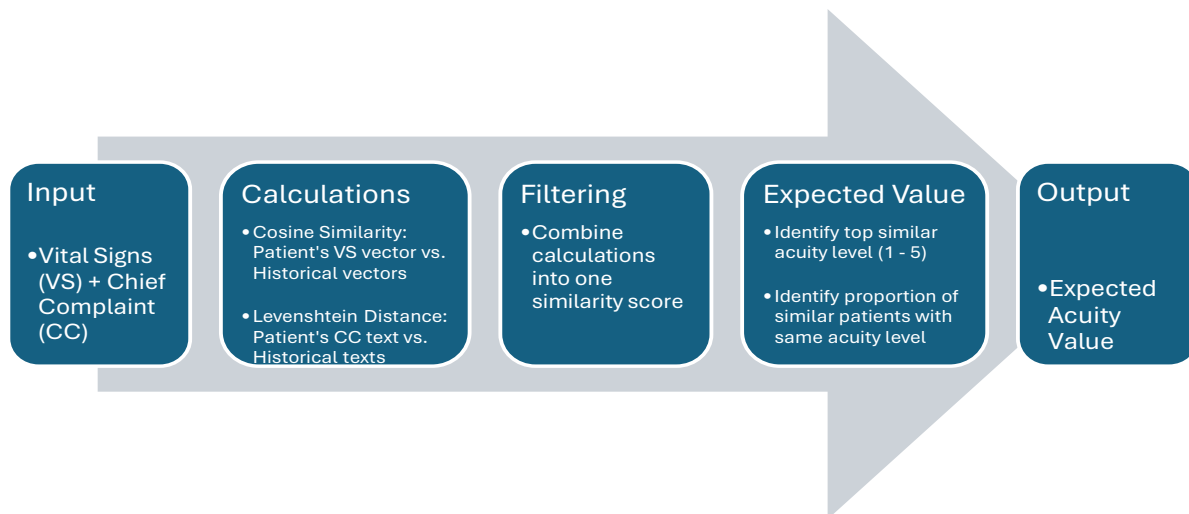 Input
•Vital Signs
(VS) + Chief
Complaint
(CC)
Calculations
•Cosine Similarity:
Patient's VS vector vs.
Historical vectors
•Levenshtein Distance:
Patient's CC text vs.
Historical texts
Filtering
•Combine
calculations
into one
similarity score
Expected Value
•Identify top similar
acuity level (1 - 5)
•Identify proportion of
similar patients with
same acuity level
Output
•Expected
Acuity
Value